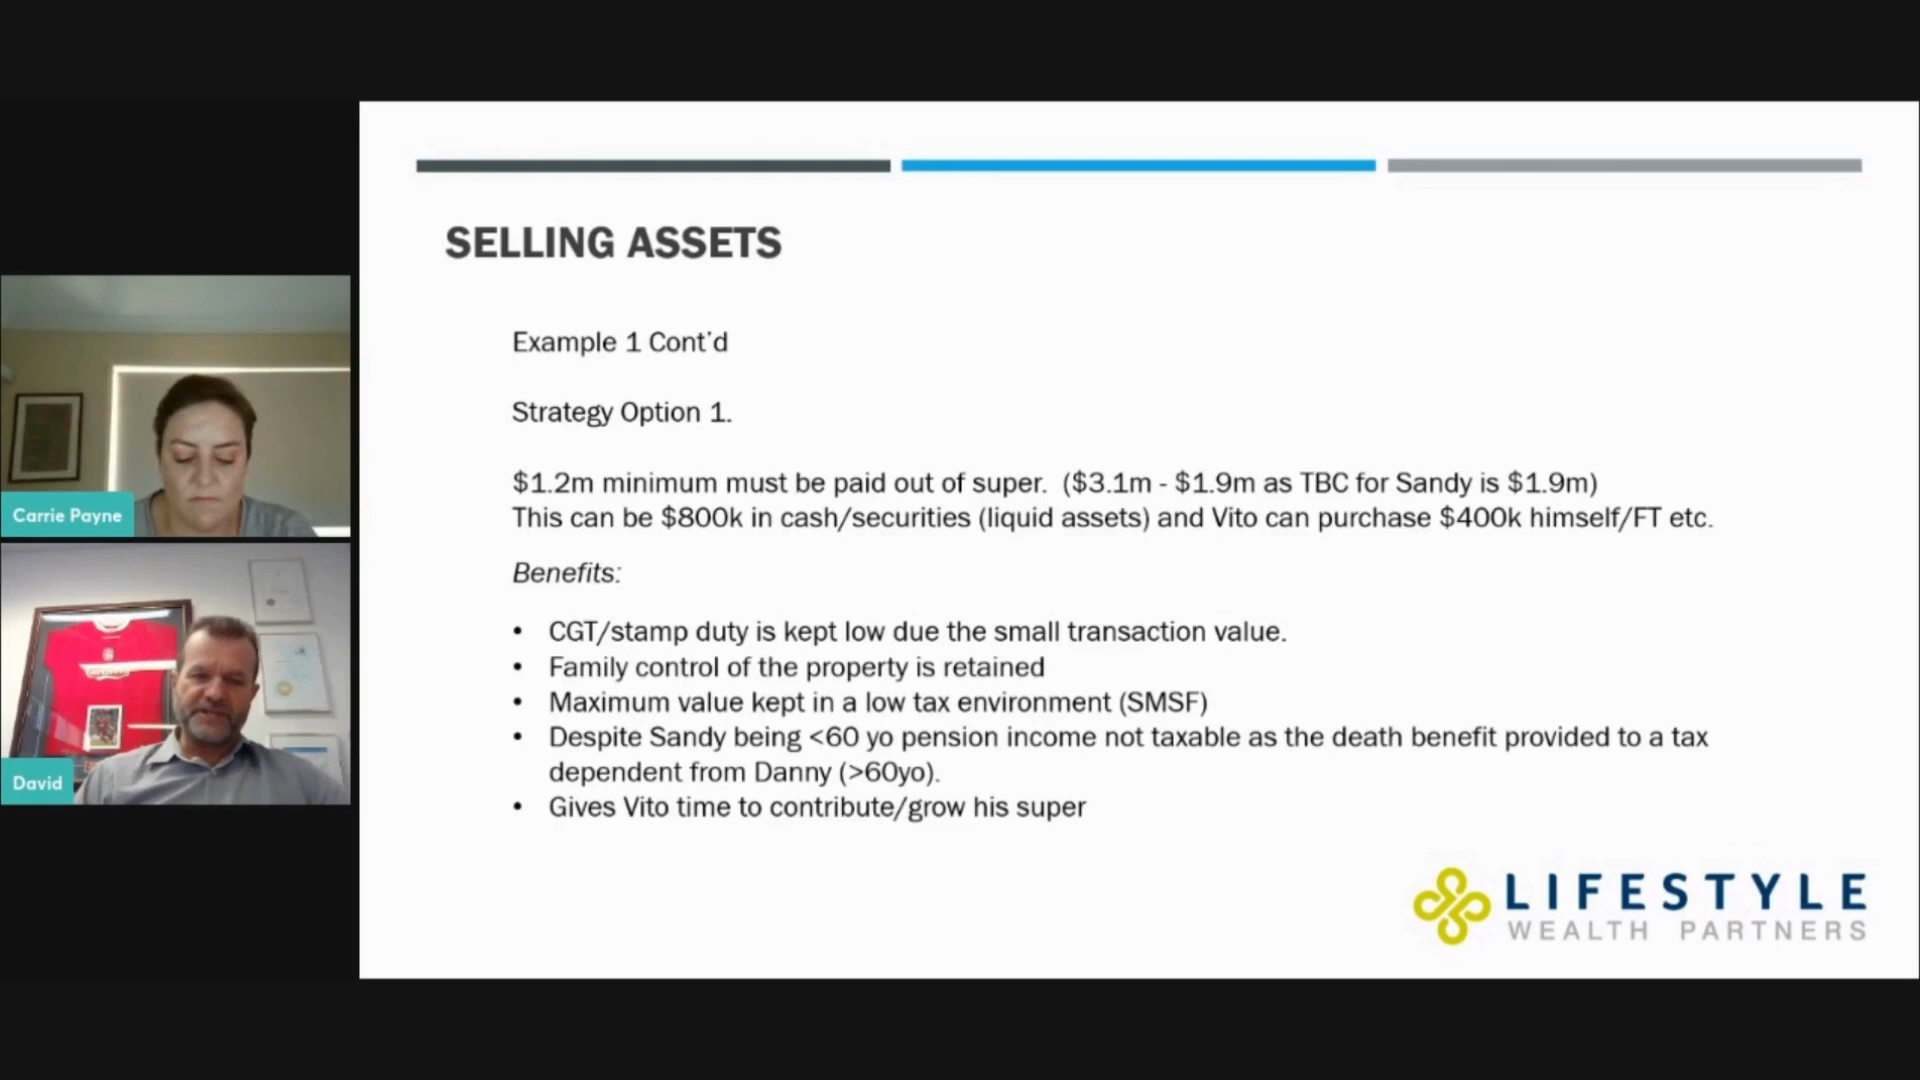 SELLING ASSETS
Example 1 Cont'd
Strategy Option 1.
$1.2m minimum must be paid out of super.  ($3.1m - $1.9m as TBC for Sandy is $1.9m)
This can be $800k in cash/securities (liquid assets) and Vito can purchase $400k himself/FT etc.
Benefits:
• CGT/stamp duty is kept low due the small transaction value.
• Family control of the property is retained
• Maximum value kept in a low tax environment (SMSF)
• Despite Sandy being <60 yo pension income not taxable as the death benefit provided to a tax
dependent from Danny (>60yo).
• Gives Vito time to contribute/grow his super
Carrie Payne
David
LIFESTYLE
WEALTH PARTNERS